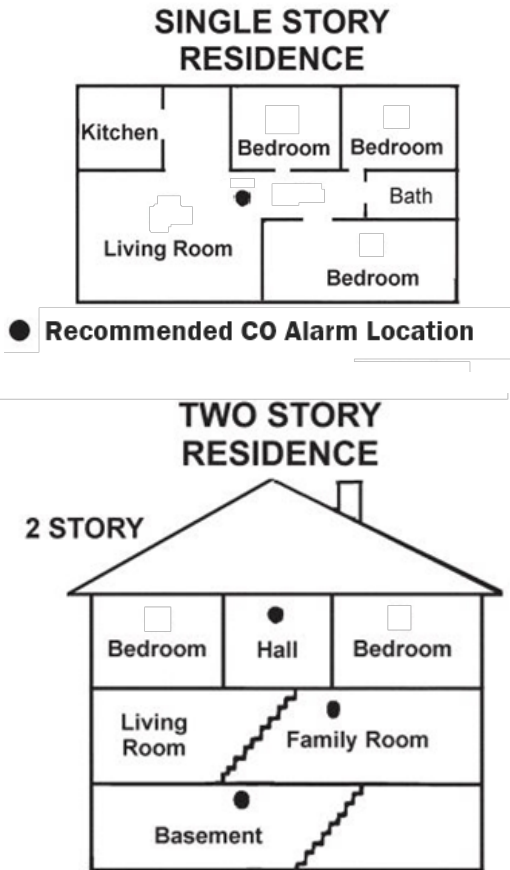 SINGLE STORY
RESIDENCE
Kitchen
Bedroom
Bedroom
Bath
Living Room
Bedroom
Recommended CO Alarm Location
TWO STORY
RESIDENCE
2 STORY
Bedroom
Hall
Bedroom
Living
Room
Family Room
Basement